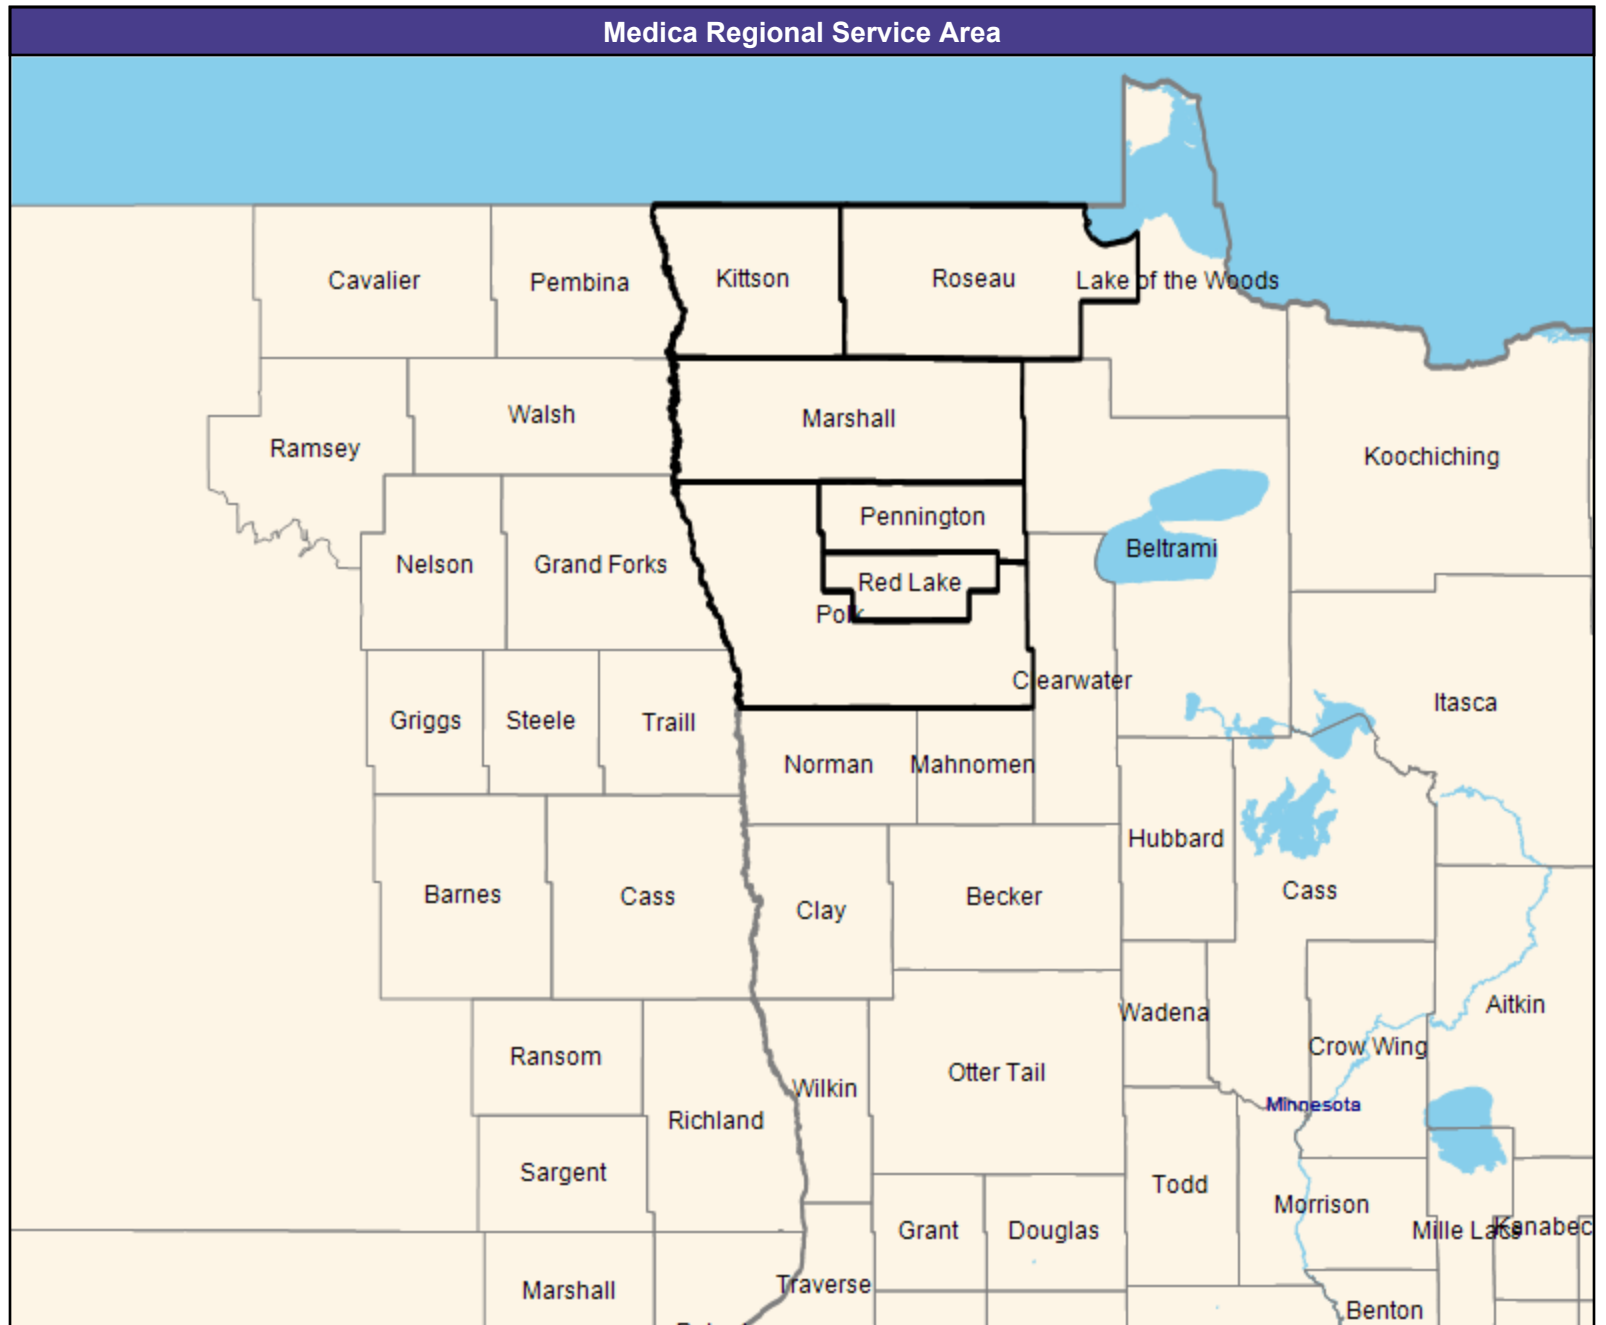 Medica Regional Service Area
Cavalier
Pembina
Kittson
Roseau
Lake of the Woods
Walsh
Marshall
Ramsey
Koochiching
Pennington
Nelson
Grand Forks
Beltrami
Red Lake
Polk
Clearwater
Griggs
Steele
Traill
Itasca
Norman
Mahnomen
Hubbard
Barnes
Cass
Clay
Becker
Cass
Wadena
Aitkin
Ransom
Otter Tail
Crow Wing
Wilkin
Minnesota
Richland
Sargent
Todd
Morrison
Grant
Douglas
Mille Lacs
Kanabec
Marshall
Traverse
Benton